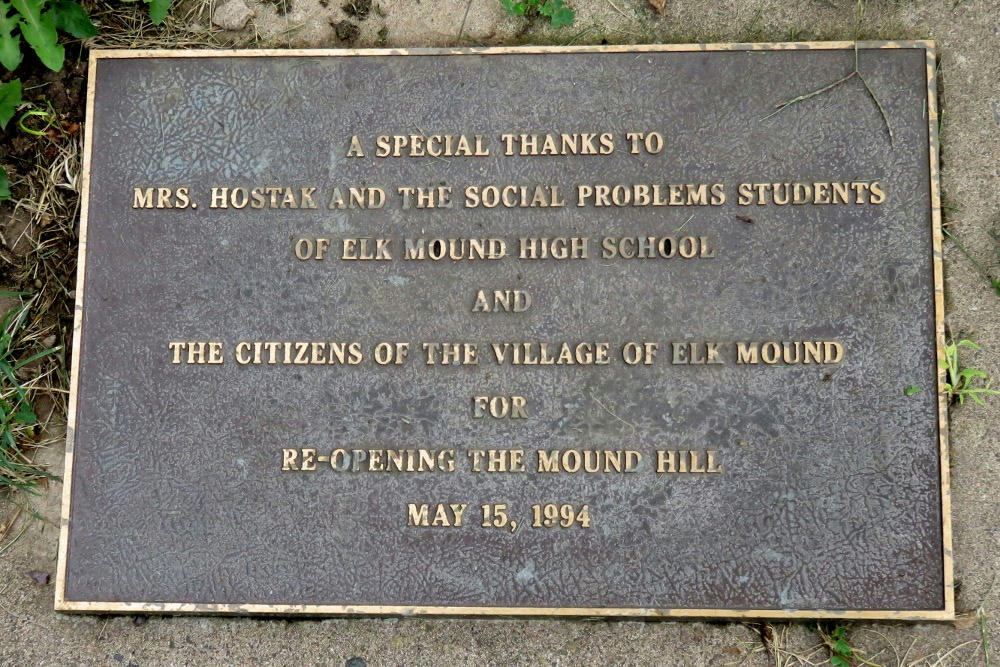 A SPECIAL THANKS TO
MRS. HOSTAK AND THE SOCIAL PROBLEMS STUDENTS
OF ELK MOUND HIGH SCHOOL
AND
THE CITIZENS OF THE VILLAGE OF ELK MOUND
FOR
RE-OPENING THE MOUND HILL
MAY 15, 1994